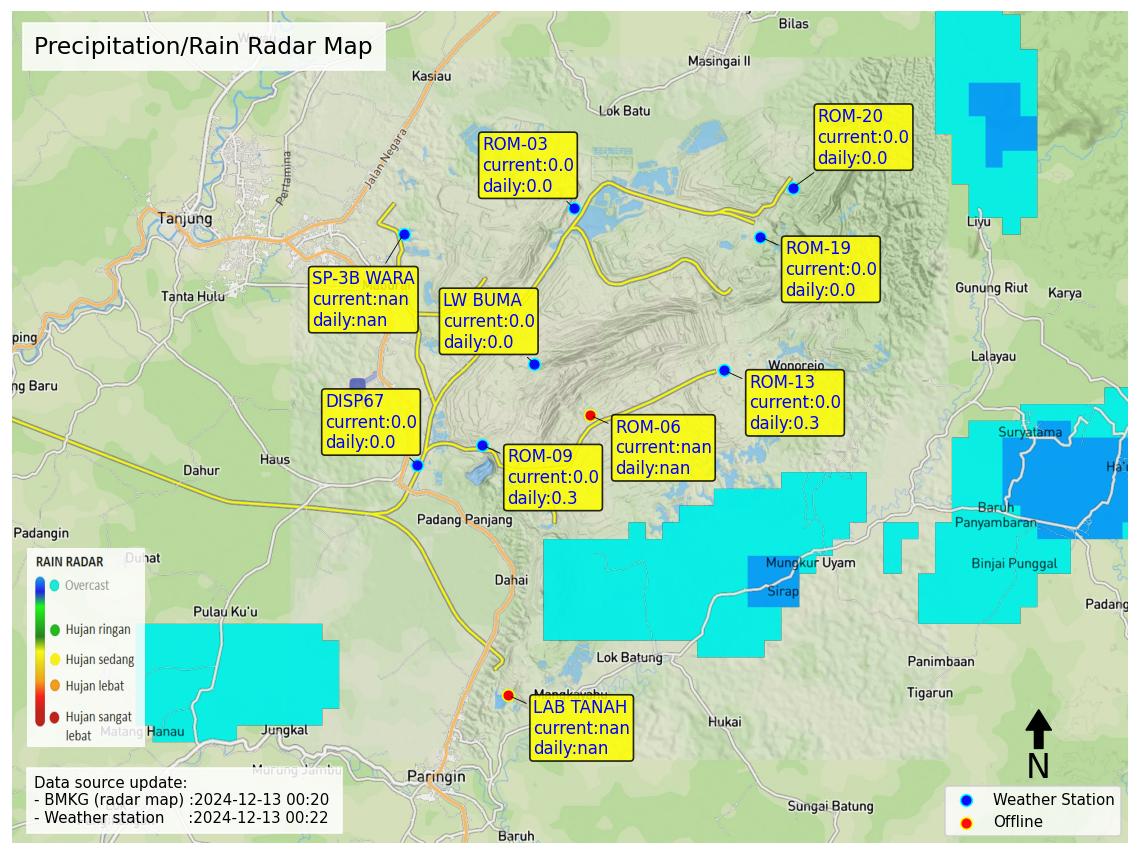 Precipitation/Rain Radar Map
Bilas
Masingai II
Kasiau
Lok Batu
Jalan Negara
Pertamina
Tanjung
Tanta Hulu
ROM-03
current:0.0
daily:0.0
ROM-20
current:0.0
daily:0.0
ROM-19
current:0.0
daily:0.0
SP-3B WARA
current:nan
daily:nan
LW BUMA
current:0.0
daily:0.0
Liyu
Gunung Riut
Karya
Lalayau
Wonorejo
ping
ng Baru
ROM-13
current:0.0
daily:0.3
DISP67
current:0.0
daily:0.0
ROM-06
current:nan
daily:nan
ROM-09
current:0.0
daily:0.3
Suryatama
Ha'u
Baruh
Panyambaran
Binjai Punggal
Haus
Dahur
Padangin
Padang Panjang
Duhat
Dahai
Mungkur Uyam
Sirap
Padang
Pulau Ku'u
RAIN RADAR
Overcast
Hujan ringan
Hujan sedang
Hujan lebat
Hujan sangat
lebat
Matang Hanau
Jungkal
Murung Jambu
Lok Batung
Panimbaan
Tigarun
Mangkayahu
LAB TANAH
current:nan
daily:nan
Hukai
Paringin
Sungai Batung
Baruh
Data source update:
- BMKG (radar map) :2024-12-13 00:20
- Weather station :2024-12-13 00:22
N
Weather Station
Offline